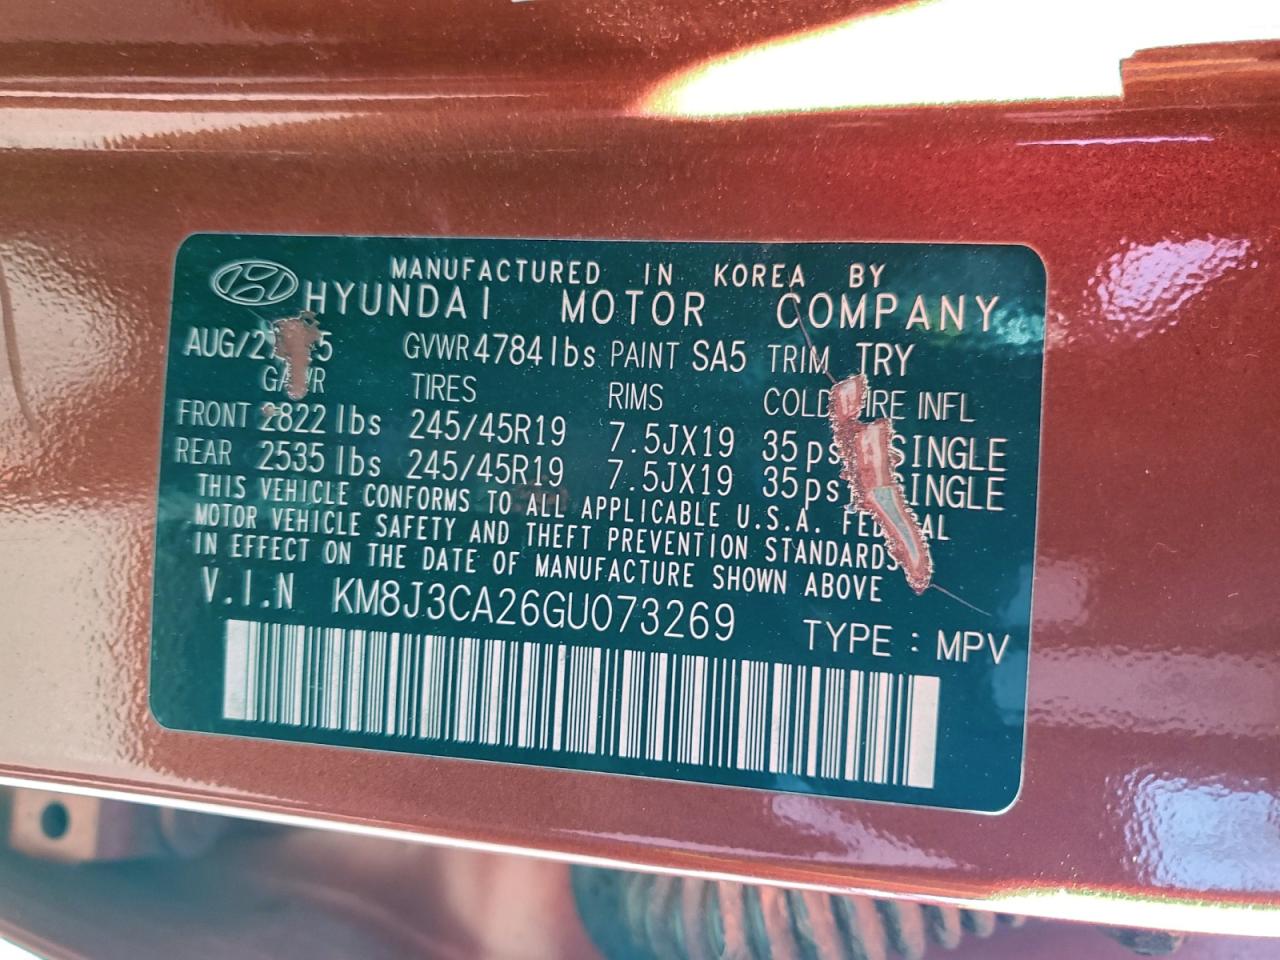 MANUFACTURED IN KOREA BY
HYUNDAI MOTOR COMPANY
GVWR 4784 lbs PAINT SA5 TRIM TRY
TIRES RIMS INFL
FRONT 2822 lbs 245/45R19 7.5JX19 35 SINGLE
REAR 2535 lbs 245/45R19 7.5JX19 35 SINGLE
THIS VEHICLE CONFORMS TO ALL APPLICABLE U.S.A.
MOTOR VEHICLE SAFETY AND THEFT PREVENTION STANDARDS
IN EFFECT ON THE DATE OF MANUFACTURE SHOWN ABOVE
V.I.N KM8J3CA26GU073269 TYPE : MPV